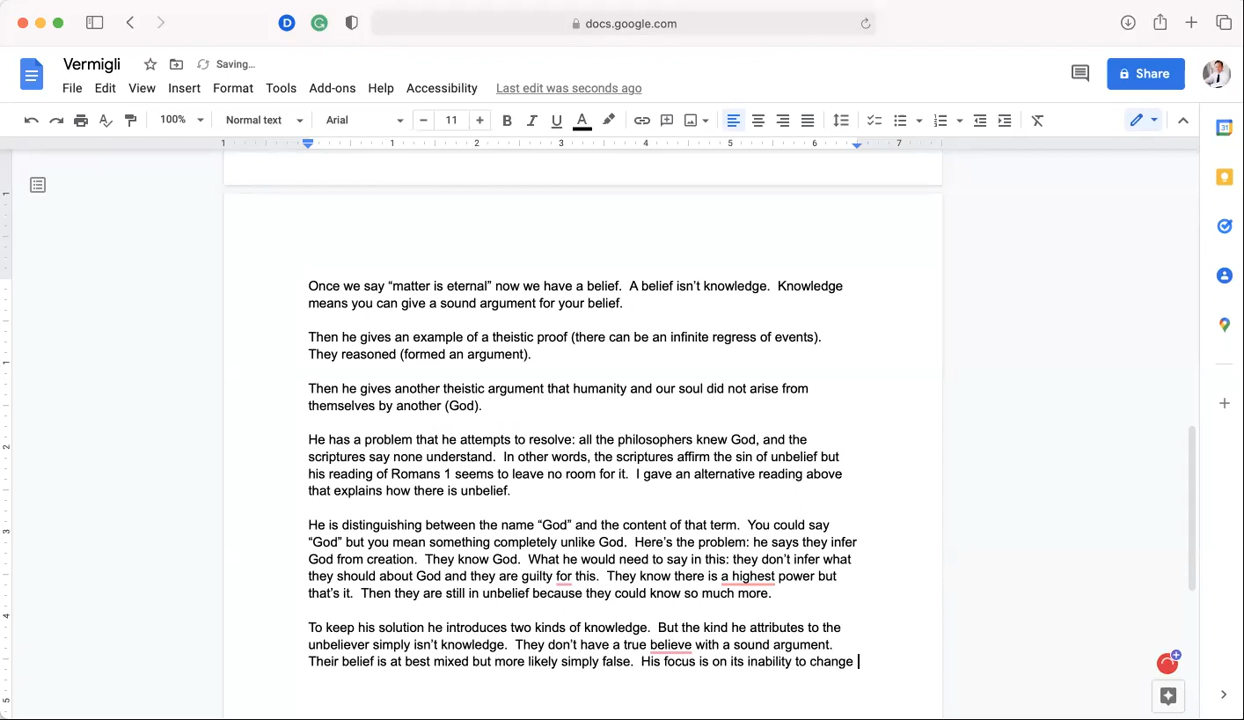 docs.google.com
Vermigli
Saving…
File Edit View Insert Format Tools Add-ons Help Accessibility Last edit was seconds ago
Share
100% Normal text Arial 11
1 1 2 3 4 5 6 7
Once we say “matter is eternal” now we have a belief. A belief isn’t knowledge. Knowledge
means you can give a sound argument for your belief.
Then he gives an example of a theistic proof (there can be an infinite regress of events).
They reasoned (formed an argument).
Then he gives another theistic argument that humanity and our soul did not arise from
themselves by another (God).
He has a problem that he attempts to resolve: all the philosophers knew God, and the
scriptures say none understand. In other words, the scriptures affirm the sin of unbelief but
his reading of Romans 1 seems to leave no room for it. I gave an alternative reading above
that explains how there is unbelief.
He is distinguishing between the name “God” and the content of that term. You could say
“God” but you mean something completely unlike God. Here’s the problem: he says they infer
God from creation. They know God. What he would need to say in this: they don’t infer what
they should about God and they are guilty for this. They know there is a highest power but
that’s it. Then they are still in unbelief because they could know so much more.
To keep his solution he introduces two kinds of knowledge. But the kind he attributes to the
unbeliever simply isn’t knowledge. They don’t have a true believe with a sound argument.
Their belief is at best mixed but more likely simply false. His focus is on its inability to change